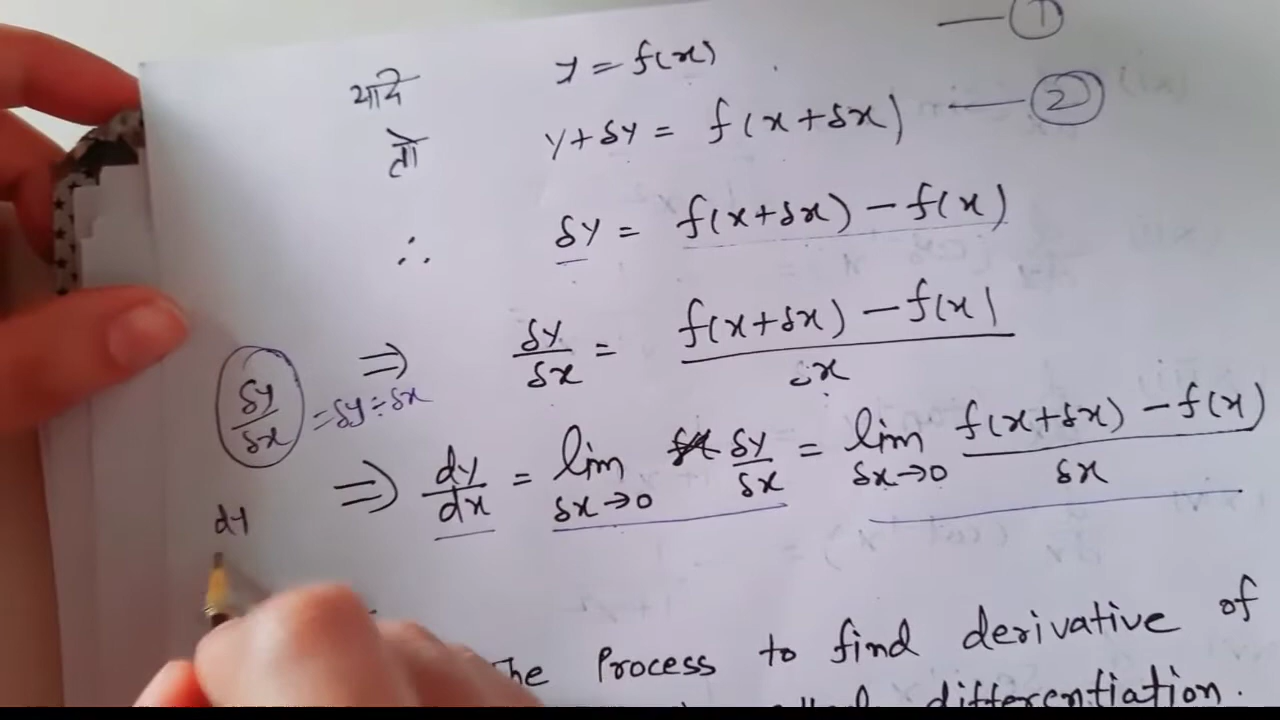 यदि y = f(x) — ①
तो y+δy = f(x+δx) — ②
∴ δy = f(x+δx) − f(x)
⇒ δy/δx = f(x+δx) − f(x) / δx
δy/δx = δy÷δx
⇒ dy/dx = lim δx→0 δy/δx = lim δx→0 f(x+δx) − f(x) / δx
dy
The Process to find derivative of
differentiation.